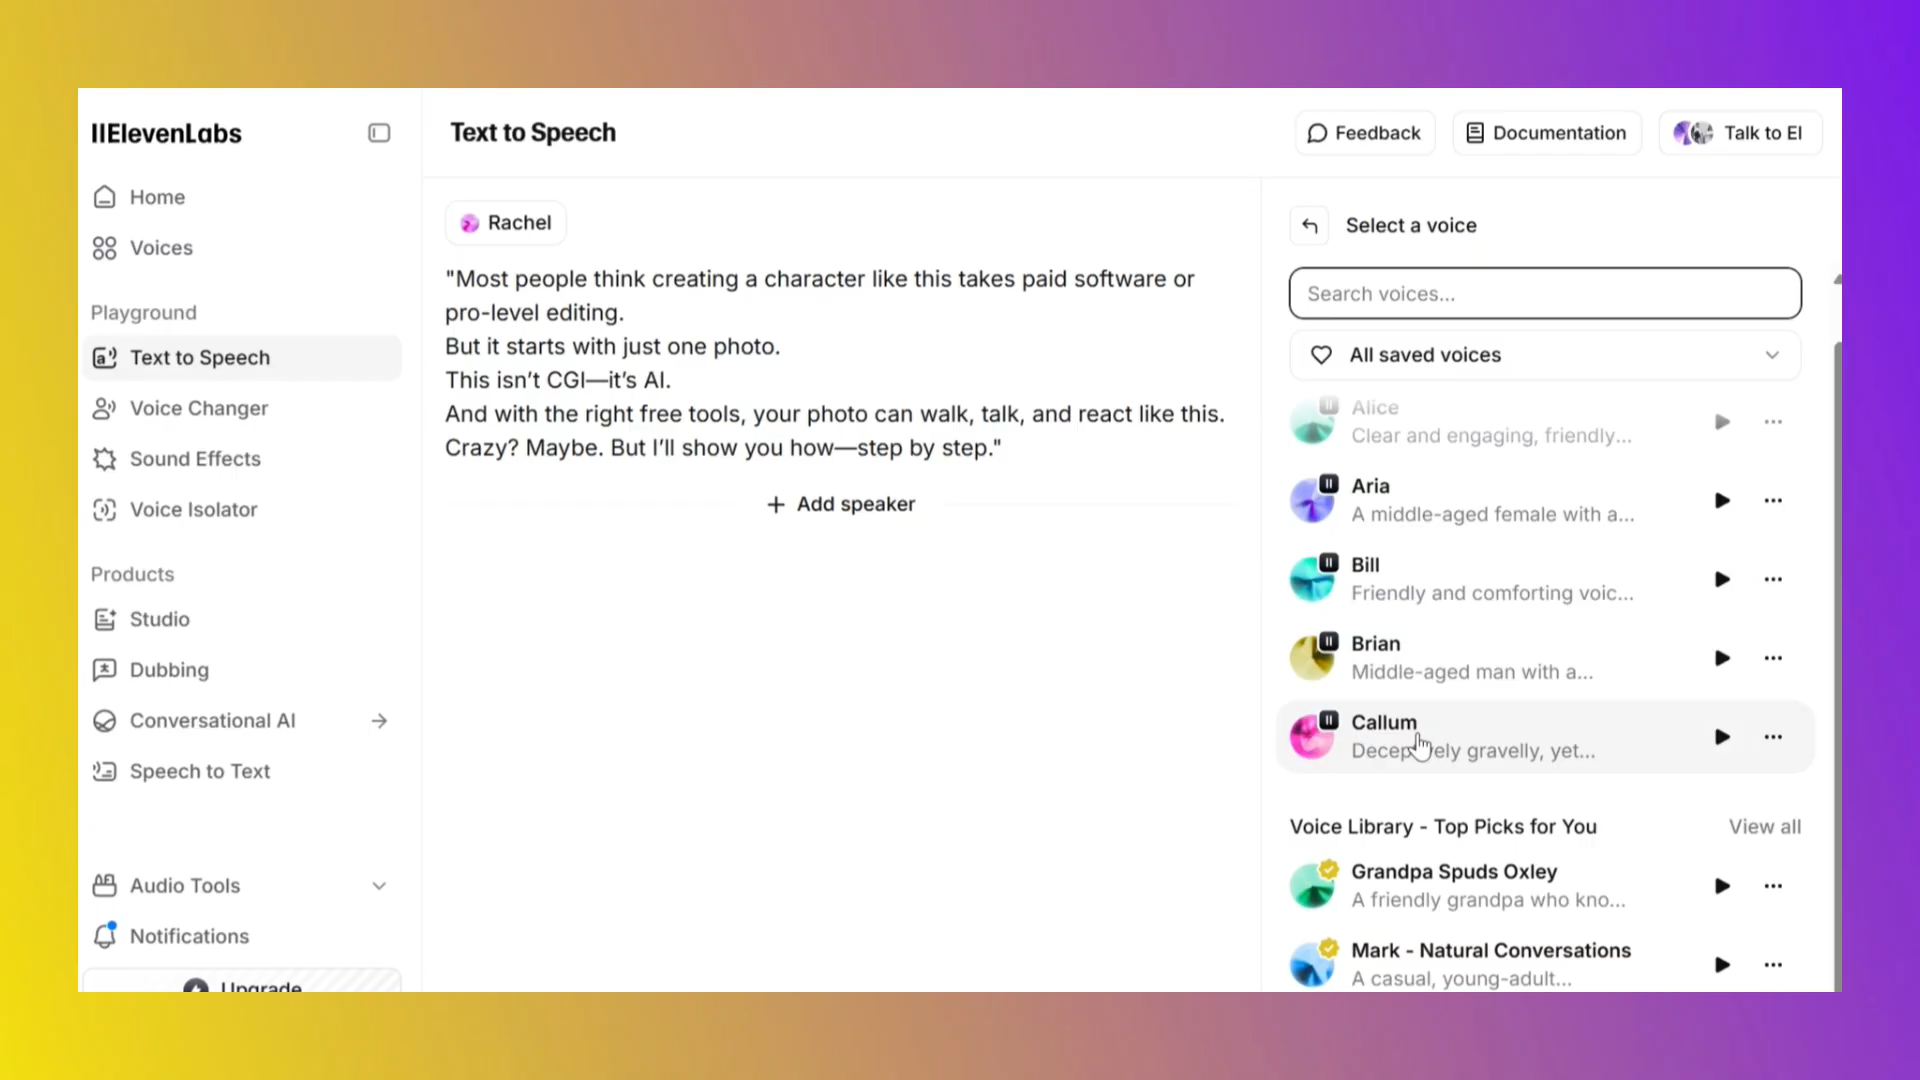 IIElevenLabs
Home
Voices
Playground
Text to Speech
Voice Changer
Sound Effects
Voice Isolator
Products
Studio
Dubbing
Conversational AI
Speech to Text
Audio Tools
Notifications
Upgrade
Text to Speech
Feedback
Documentation
Talk to El
Rachel
"Most people think creating a character like this takes paid software or
pro-level editing.
But it starts with just one photo.
This isn’t CGI—it’s AI.
And with the right free tools, your photo can walk, talk, and react like this.
Crazy? Maybe. But I’ll show you how—step by step."
+ Add speaker
Select a voice
Search voices...
All saved voices
Alice
Clear and engaging, friendly...
Aria
A middle-aged female with a...
Bill
Friendly and comforting voic...
Brian
Middle-aged man with a...
Callum
gravelly, yet...
Voice Library - Top Picks for You
View all
Grandpa Spuds Oxley
A friendly grandpa who kno...
Mark - Natural Conversations
A casual, young-adult...